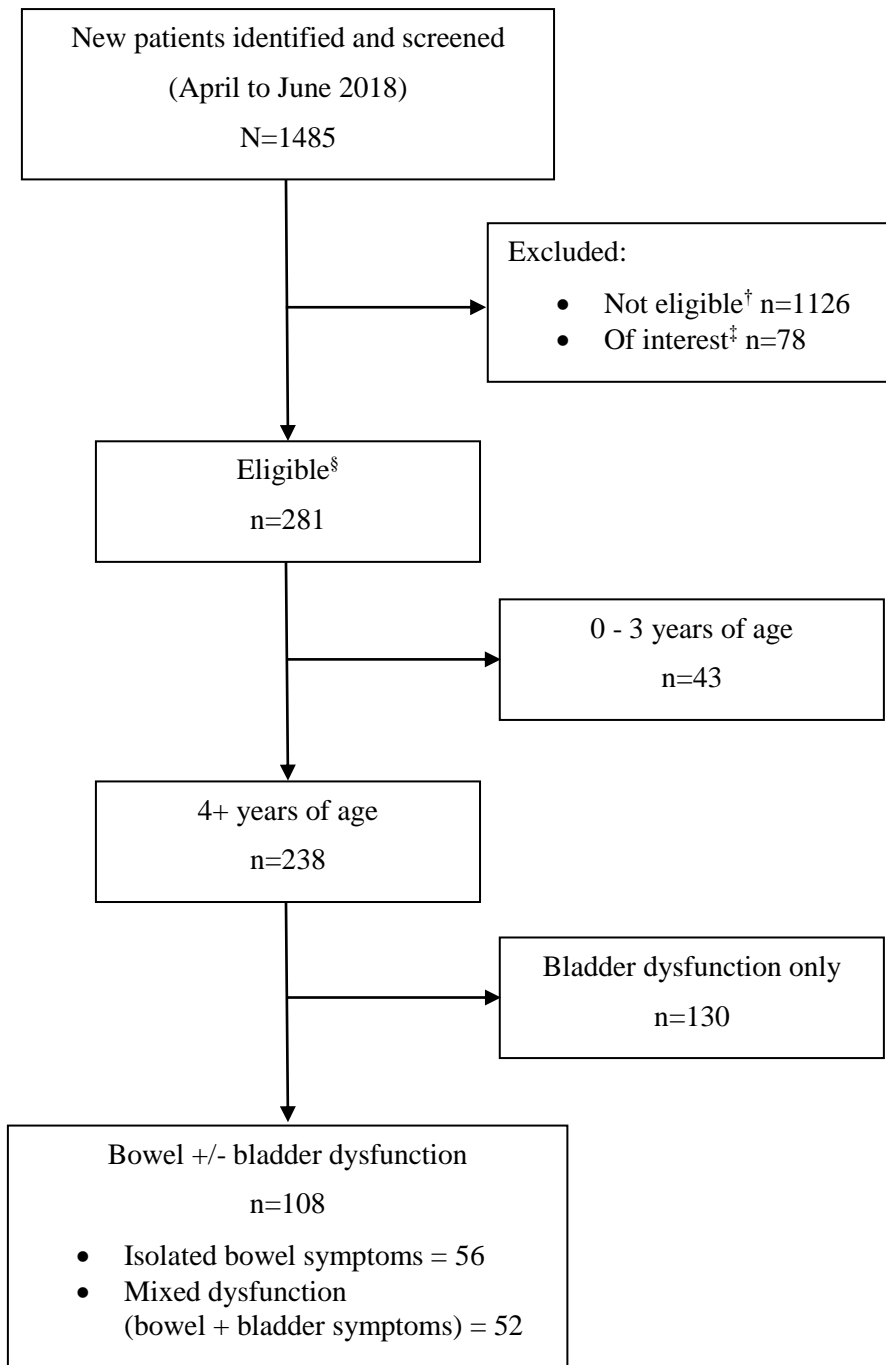 New patients identified and screened
(April to June 2018)
N=1485
Excluded:
• Not eligible† n=1126
• Of interest‡ n=78
Eligible§
n=281
0 - 3 years of age
n=43
4+ years of age
n=238
Bladder dysfunction only
n=130
Bowel +/- bladder dysfunction
n=108
• Isolated bowel symptoms = 56
• Mixed dysfunction
(bowel + bladder symptoms) = 52